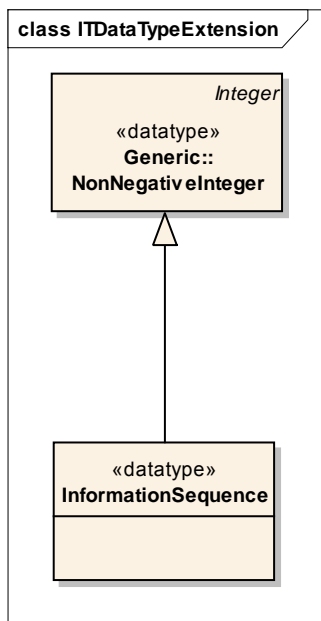 class ITDataTypeExtension
Integer
«datatype»
Generic::
NonNegativeInteger
«datatype»
InformationSequence